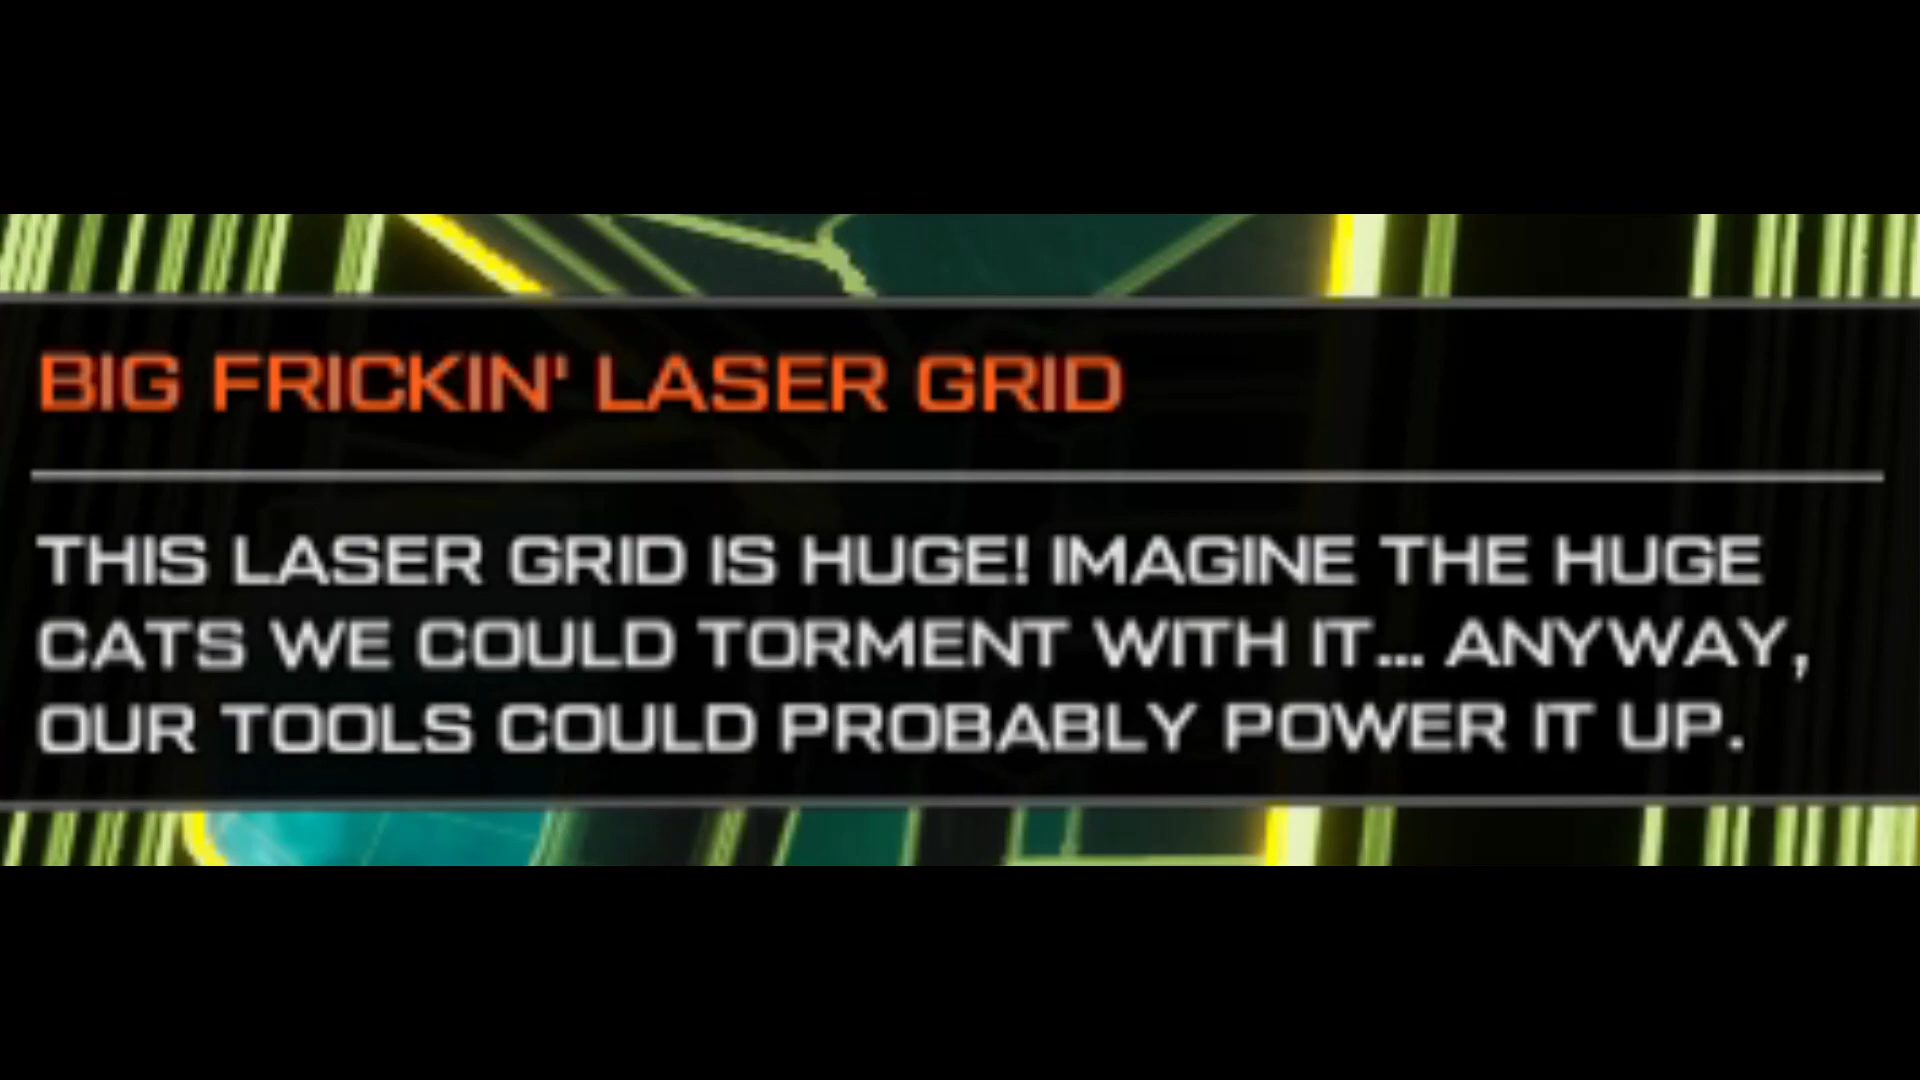 BIG FRICKIN' LASER GRID
THIS LASER GRID IS HUGE! IMAGINE THE HUGE
CATS WE COULD TORMENT WITH IT... ANYWAY,
OUR TOOLS COULD PROBABLY POWER IT UP.